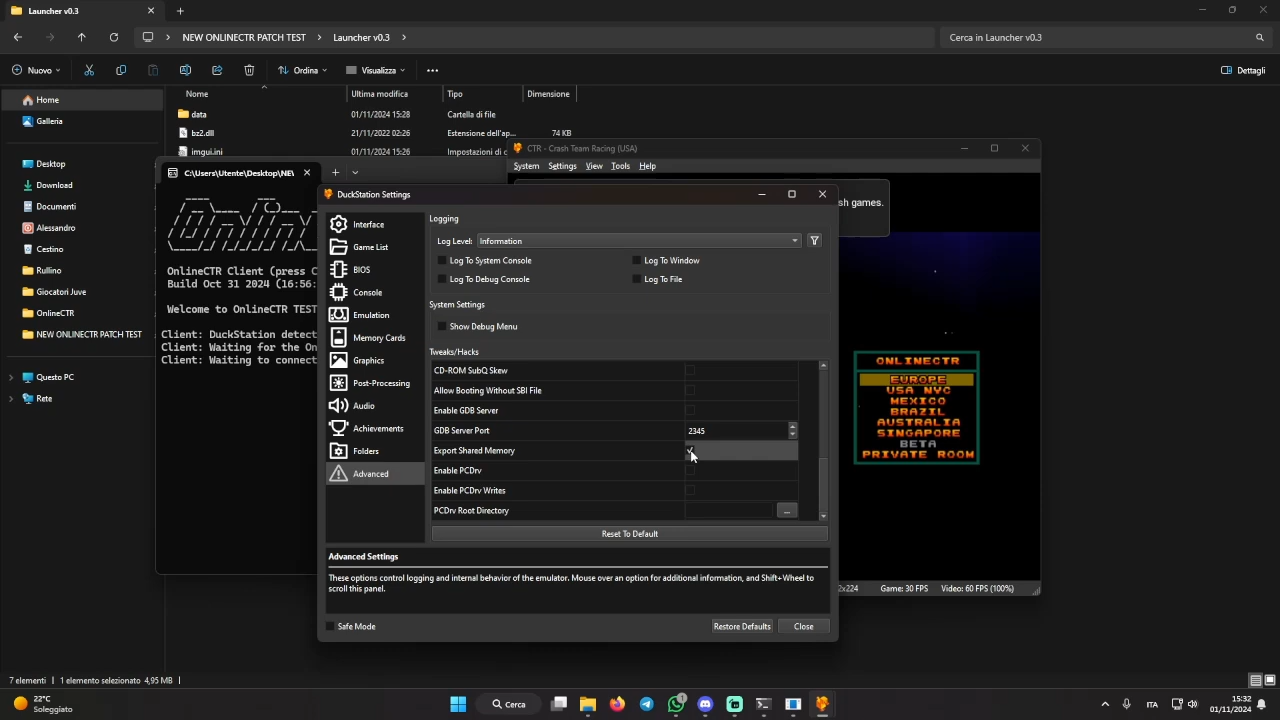 Launcher v0.3
NEW ONLINECTR PATCH TEST
Launcher v0.3
Cerca in Launcher v0.3
Nuovo
Ordina
Visualizza
Dettagli
Home
Galleria
Desktop
Download
Documenti
Alessandro
Cestino
Rullino
Giocatori Juve
OnlineCTR
NEW ONLINECTR PATCH TEST
Questo PC
Rete
Nome
Ultima modifica
Tipo
Dimensione
data
01/11/2024 15:28
Cartella di file
bz2.dll
21/11/2022 02:26
Estensione dell'ap...
74 KB
imgui.ini
01/11/2024 15:26
Impostazioni di c
C:\Users\Utente\Desktop\NEV
OnlineCTR Client (press C
Build Oct 31 2024 (16:56:
Welcome to OnlineCTR TEST
Client: DuckStation detect
Client: Waiting for the On
Client: Waiting to connect
CTR - Crash Team Racing (USA)
System
Settings
View
Tools
Help
sh games.
ONLINECTR
EUROPE
USA NYC
MEXICO
BRAZIL
AUSTRALIA
SINGAPORE
BETA
PRIVATE ROOM
2x224
Game: 30 FPS
Video: 60 FPS (100%)
DuckStation Settings
Interface
Game List
BIOS
Console
Emulation
Memory Cards
Graphics
Post-Processing
Audio
Achievements
Folders
Advanced
Logging
Log Level:
Information
Log To System Console
Log To Window
Log To Debug Console
Log To File
System Settings
Show Debug Menu
Tweaks/Hacks
CD-ROM SubQ Skew
Allow Booting Without SBI File
Enable GDB Server
GDB Server Port
2345
Export Shared Memory
Enable PCDrv
Enable PCDrv Writes
PCDrv Root Directory
...
Reset To Default
Advanced Settings
These options control logging and internal behavior of the emulator. Mouse over an option for additional information, and Shift+Wheel to
scroll this panel.
Safe Mode
Restore Defaults
Close
7 elementi
1 elemento selezionato 4,95 MB
22°C
Soleggiato
Cerca
1
ITA
15:32
01/11/2024